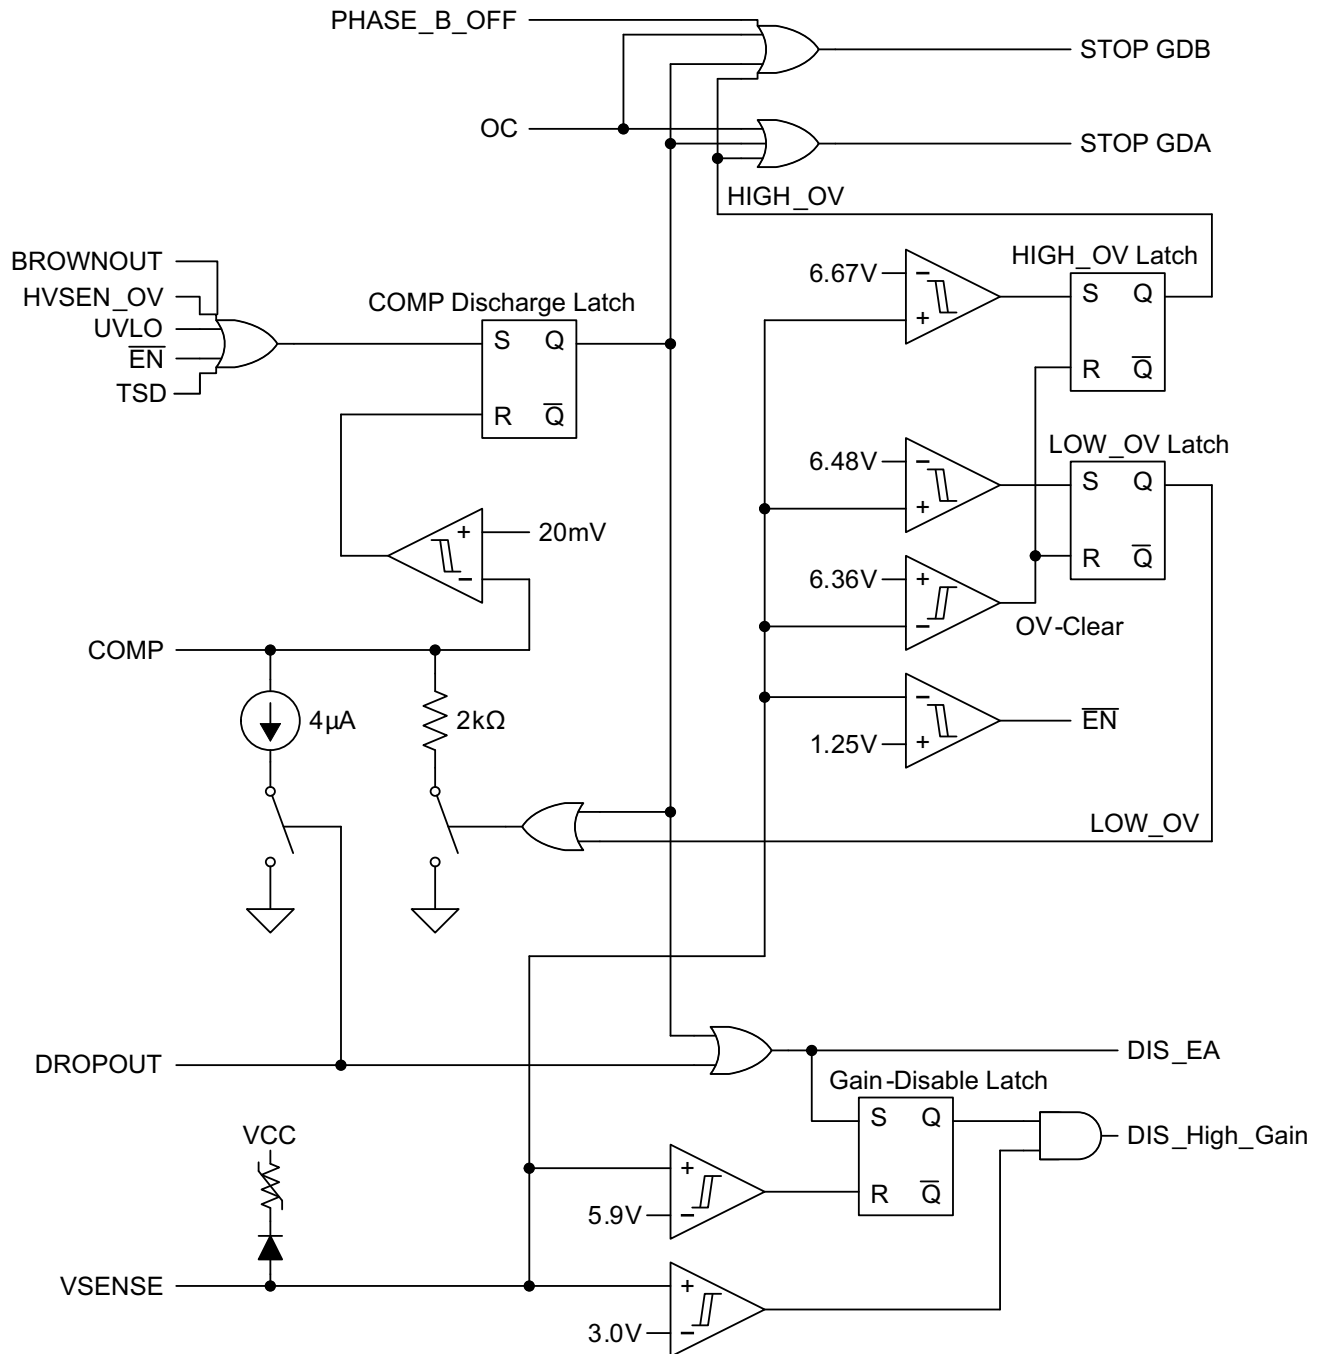 PHASE_B_OFF
STOP GDB
OC
STOP GDA
HIGH_OV
BROWNOUT
HVSEN_OV
UVLO
E̅N̅
TSD
COMP Discharge Latch
S Q
R Q̅
6.67V
−
+
HIGH_OV Latch
S Q
R Q̅
6.48V
−
+
LOW_OV Latch
S Q
R Q̅
+
−
20mV
6.36V
+
−
OV-Clear
COMP
4µA
2kΩ
−
+
1.25V
E̅N̅
LOW_OV
DROPOUT
DIS_EA
Gain-Disable Latch
S Q
R Q̅
DIS_High_Gain
VCC
+
−
5.9V
VSENSE
+
−
3.0V